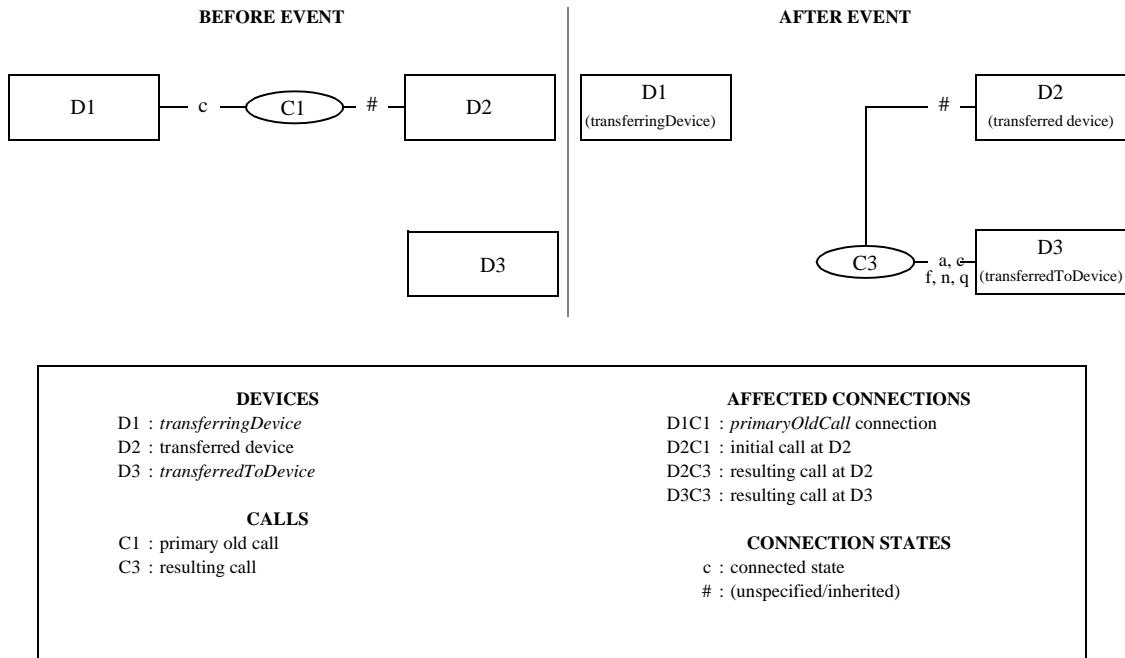 BEFORE EVENT
AFTER EVENT
D1
c
C1
#
D2
D3
D1
(transferringDevice)
#
D2
(transferred device)
C3
a, c
f, n, q
D3
(transferredToDevice)
DEVICES
D1 : transferringDevice
D2 : transferred device
D3 : transferredToDevice
CALLS
C1 : primary old call
C3 : resulting call
AFFECTED CONNECTIONS
D1C1 : primaryOldCall connection
D2C1 : initial call at D2
D2C3 : resulting call at D2
D3C3 : resulting call at D3
CONNECTION STATES
c : connected state
# : (unspecified/inherited)